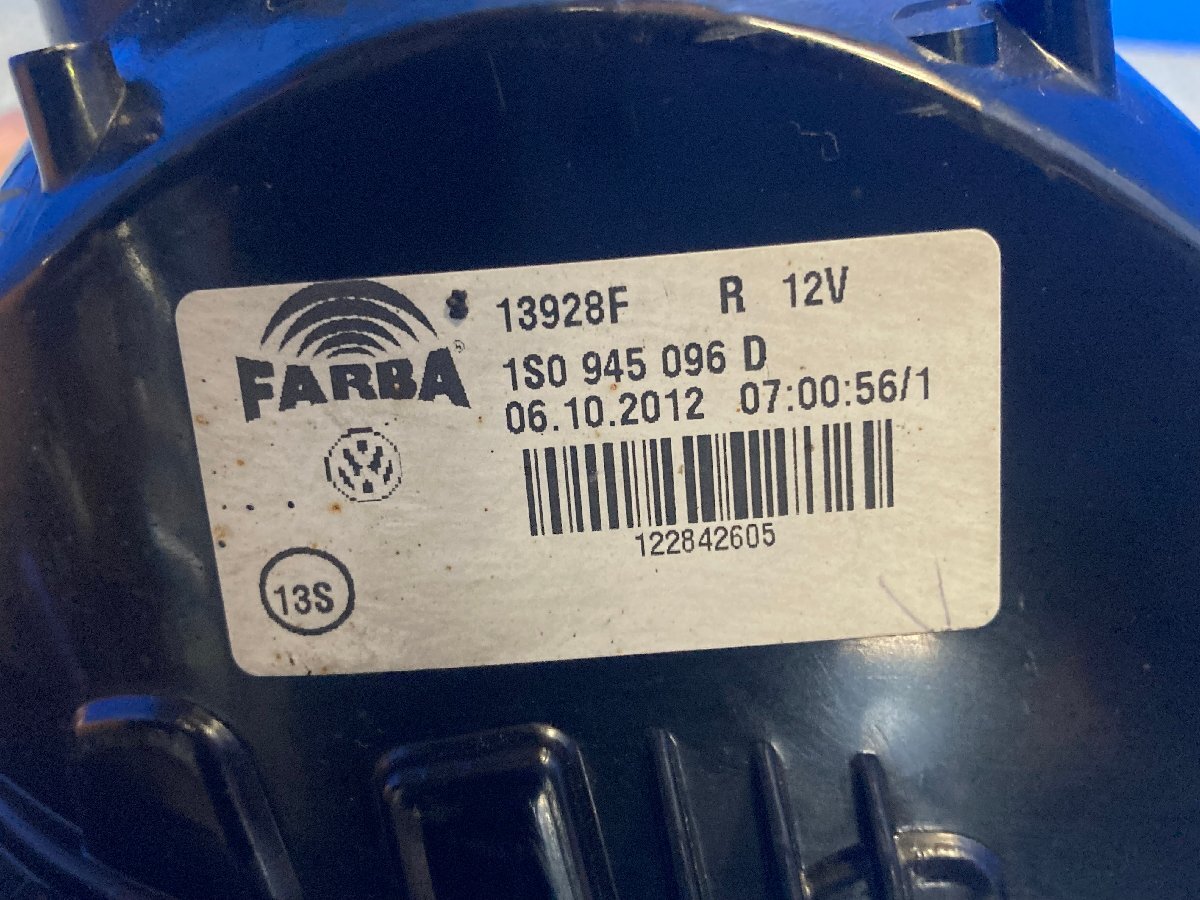 FARBA
13928F R 12V
1S0 945 096 D
06.10.2012 07:00:56/1
122842605
13S